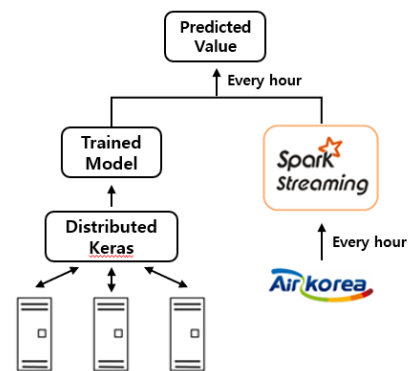 Predicted
Value
Every hour
Trained
Model
Spark
Streaming
Distributed
Keras
Every hour
Airkorea